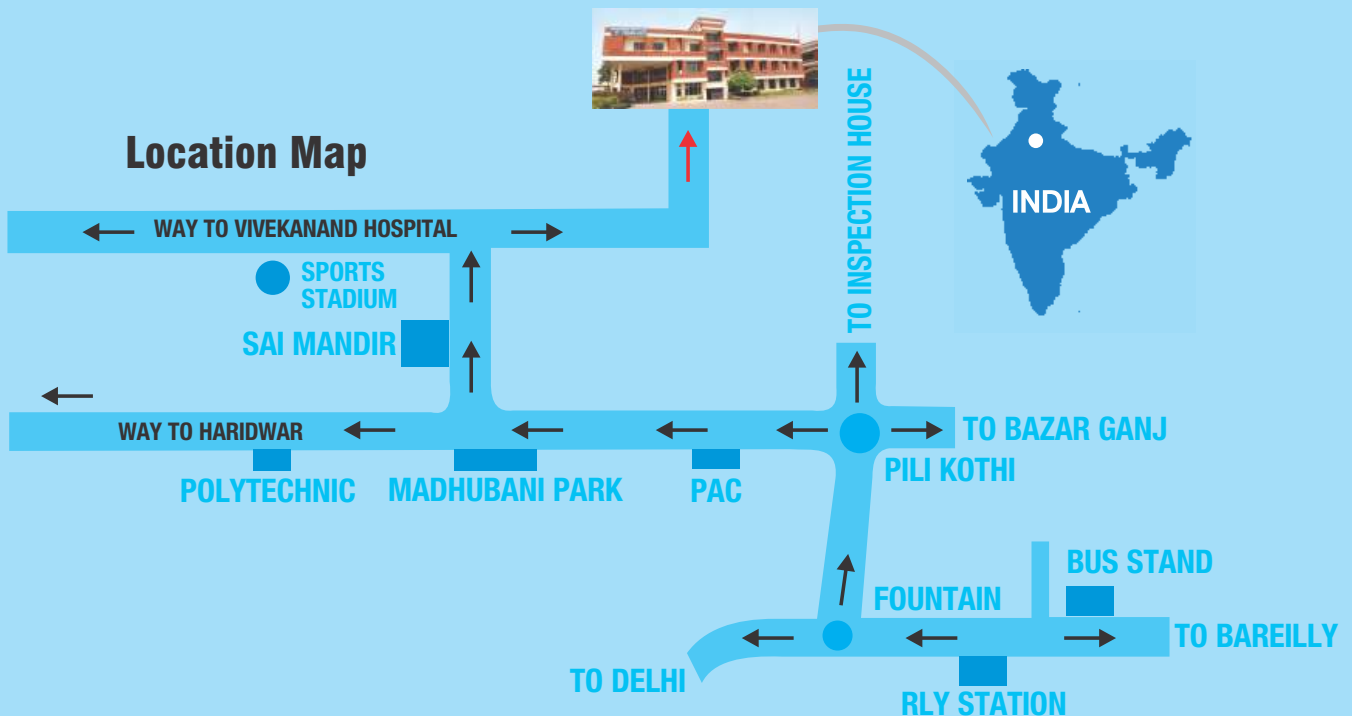 Location Map
TO INSPECTION HOUSE
INDIA
WAY TO VIVEKANAND HOSPITAL
SPORTS
STADIUM
SAI MANDIR
WAY TO HARIDWAR
TO BAZAR GANJ
PILI KOTHI
POLYTECHNIC
MADHUBANI PARK
PAC
BUS STAND
FOUNTAIN
TO BAREILLY
TO DELHI
RLY STATION